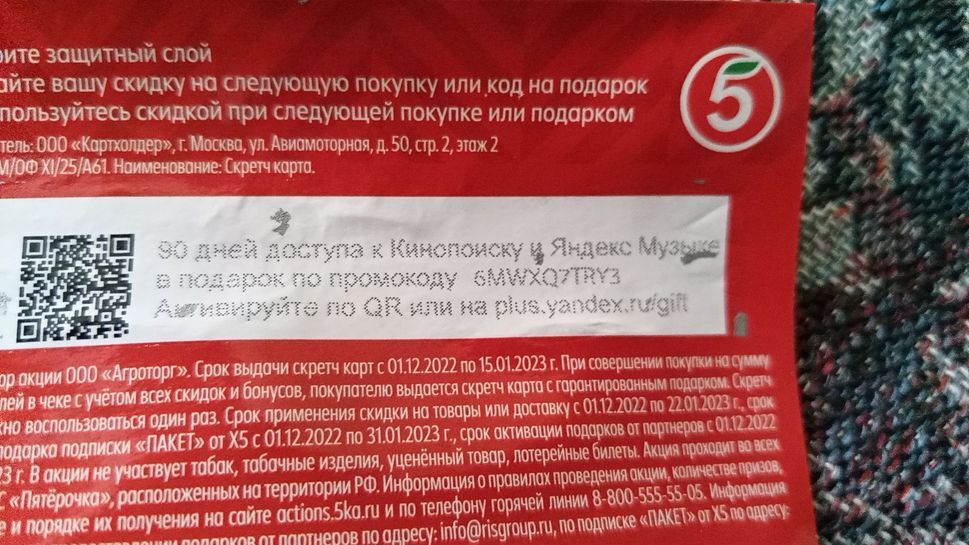 рите защитный слой
айте вашу скидку на следующую покупку или код на подарок
пользуйтесь скидкой при следующей покупке или подарком
тель: ООО «Картхолдер», г. Москва, ул. Авиамоторная, д. 50, стр. 2, этаж 2
М/ОФ XI/25/А61. Наименование: Скретч карта.
5
90 дней доступа к Кинопоиску и Яндекс Музыке
в подарок по промокоду 6MWXQ7TRY3
Активируйте по QR или на plus.yandex.ru/gift
ор акции ООО «Агроторг». Срок выдачи скретч карт с 01.12.2022 по 15.01.2023 г. При совершении покупки на сумму
лей в чеке с учётом всех скидок и бонусов, покупателю выдается скретч карта с гарантированным подарком. Скретч
но воспользоваться один раз. Срок применения скидки на товары или доставку с 01.12.2022 по 22.01.2023 г., срок
подарка подписки «ПАКЕТ» от X5 с 01.12.2022 по 31.01.2023 г., срок активации подарков от партнеров с 01.12.2022
23 г. В акции не участвует табак, табачные изделия, уценённый товар, лотерейные билеты. Акция проходит во всех
С «Пятёрочка», расположенных на территории РФ. Информация о правилах проведения акции, количестве призов,
е и порядке их получения на сайте actions.5ka.ru и по телефону горячей линии 8-800-555-55-05. Информация
доставлении подарков от партнеров по адресу: info@risgroup.ru, по подписке «ПАКЕТ» от X5 по адресу: